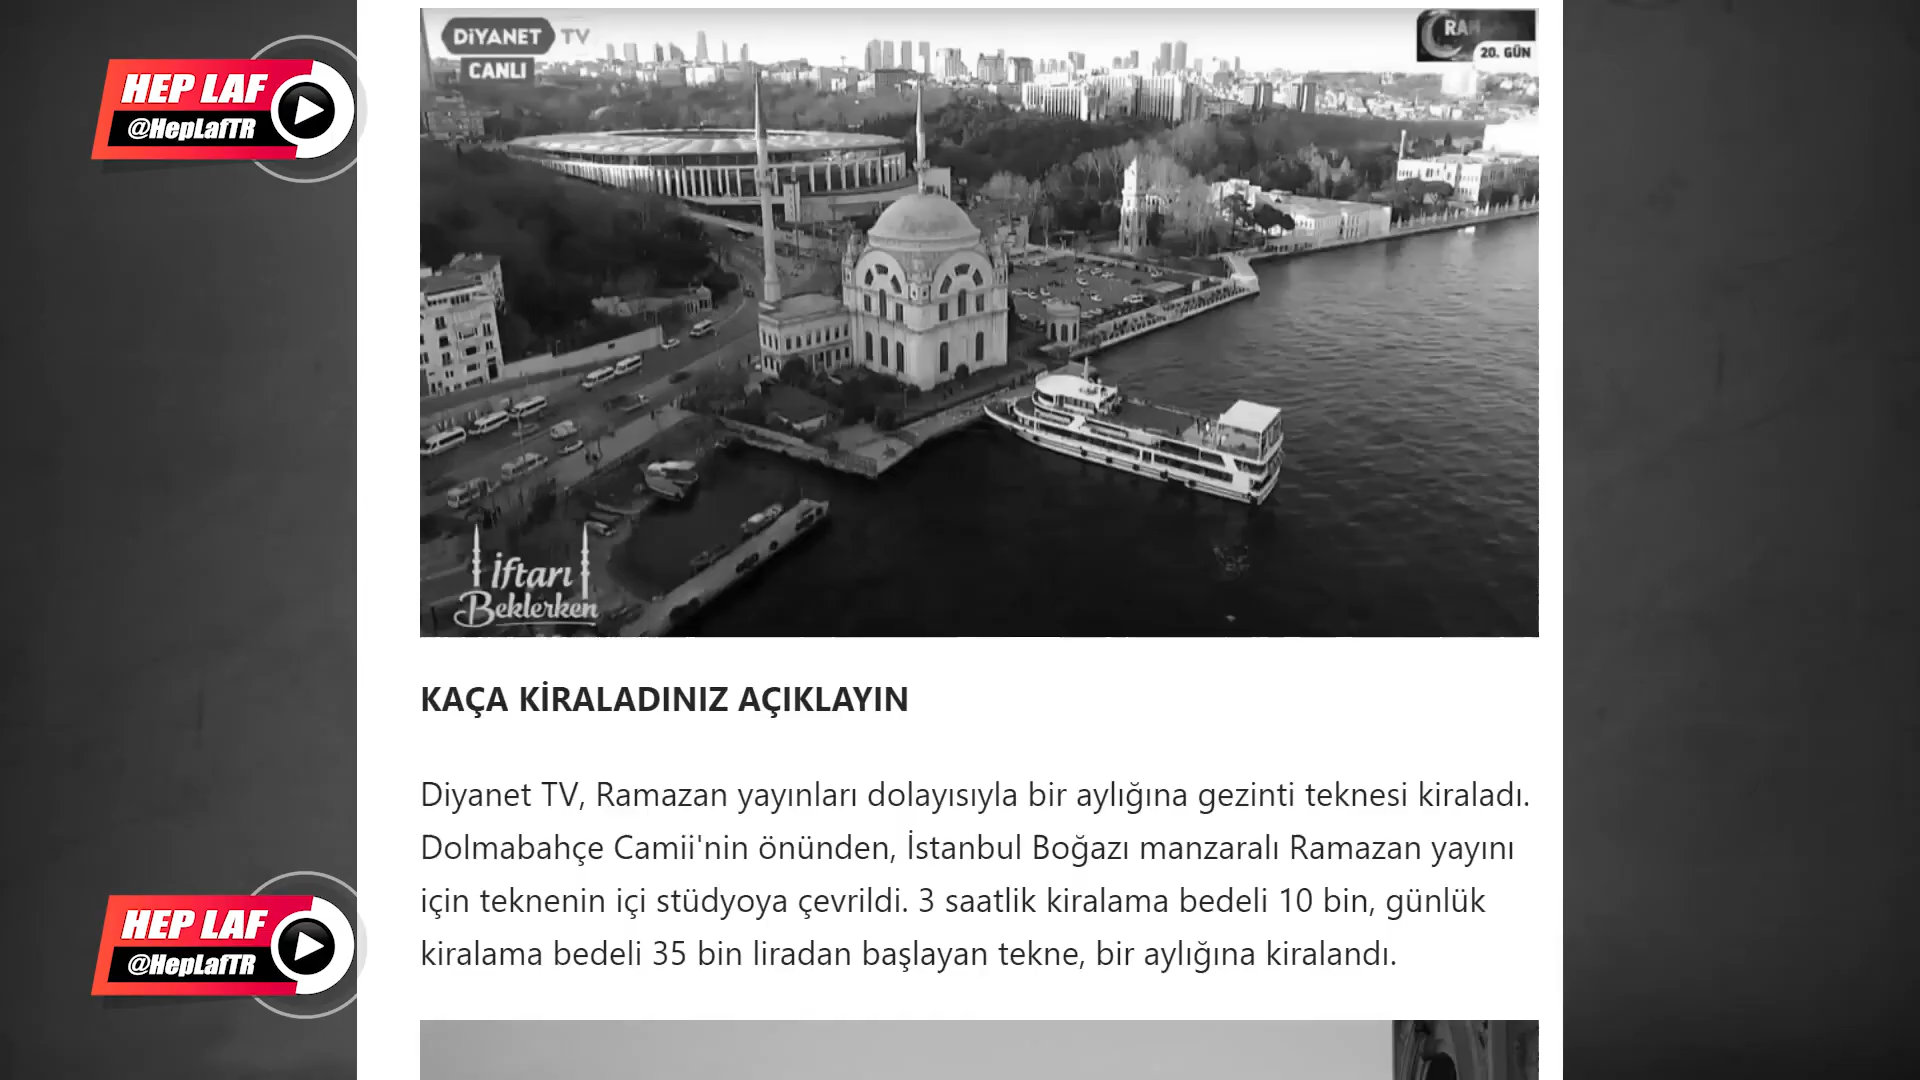 DİYANET TV
CANLI
RAM
20. GÜN
HEP LAF
@HepLafTR
İftarı
Beklerken
KAÇA KİRALADINIZ AÇIKLAYIN
Diyanet TV, Ramazan yayınları dolayısıyla bir aylığına gezinti teknesi kiraladı.
Dolmabahçe Camii'nin önünden, İstanbul Boğazı manzaralı Ramazan yayını
için teknenin içi stüdyoya çevrildi. 3 saatlik kiralama bedeli 10 bin, günlük
kiralama bedeli 35 bin liradan başlayan tekne, bir aylığına kiralandı.
HEP LAF
@HepLafTR